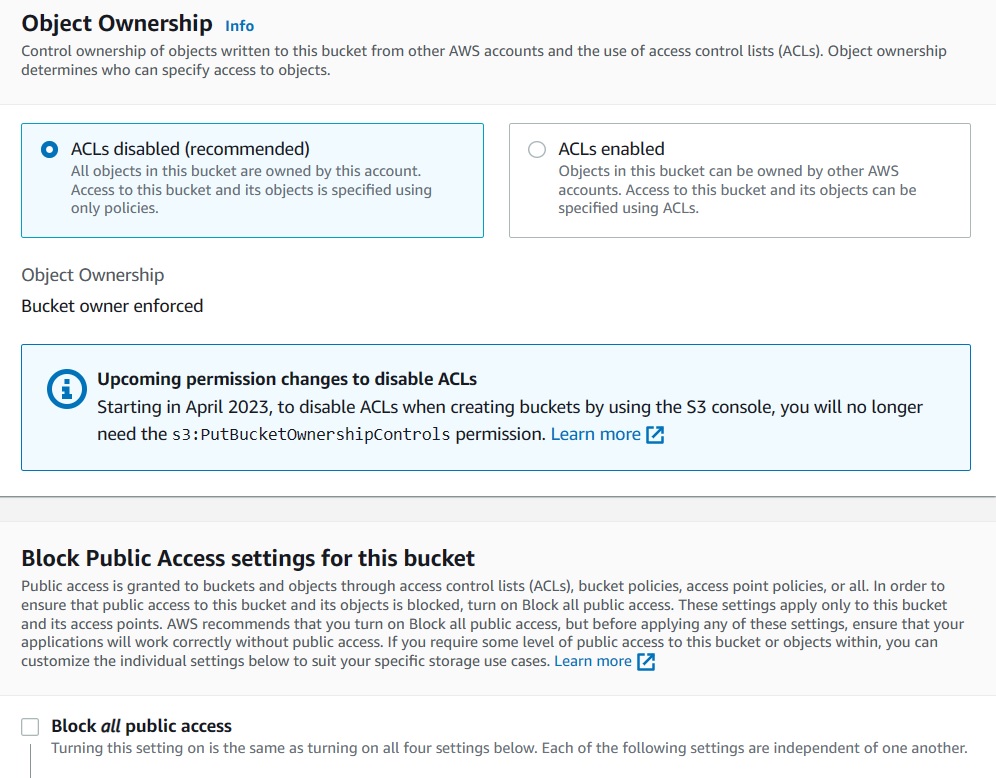 Object Ownership Info
Control ownership of objects written to this bucket from other AWS accounts and the use of access control lists (ACLs). Object ownership
determines who can specify access to objects.
ACLs disabled (recommended)
All objects in this bucket are owned by this account.
Access to this bucket and its objects is specified using
only policies.
ACLs enabled
Objects in this bucket can be owned by other AWS
accounts. Access to this bucket and its objects can be
specified using ACLs.
Object Ownership
Bucket owner enforced
Upcoming permission changes to disable ACLs
Starting in April 2023, to disable ACLs when creating buckets by using the S3 console, you will no longer
need the s3:PutBucketOwnershipControls permission. Learn more
Block Public Access settings for this bucket
Public access is granted to buckets and objects through access control lists (ACLs), bucket policies, access point policies, or all. In order to
ensure that public access to this bucket and its objects is blocked, turn on Block all public access. These settings apply only to this bucket
and its access points. AWS recommends that you turn on Block all public access, but before applying any of these settings, ensure that your
applications will work correctly without public access. If you require some level of public access to this bucket or objects within, you can
customize the individual settings below to suit your specific storage use cases. Learn more
Block all public access
Turning this setting on is the same as turning on all four settings below. Each of the following settings are independent of one another.